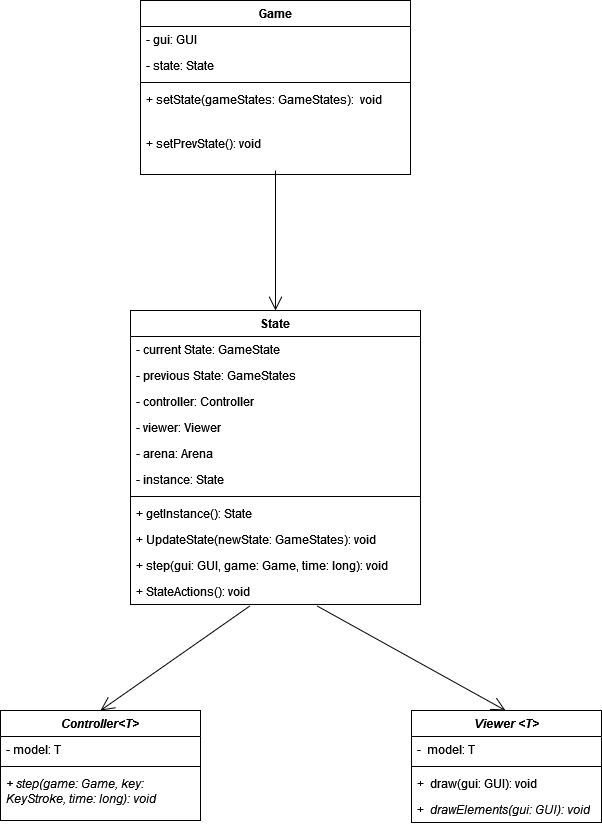 Game
- gui: GUI
- state: State
+ setState(gameStates: GameStates): void
+ setPrevState(): void
State
- current State: GameState
- previous State: GameStates
- controller: Controller
- viewer: Viewer
- arena: Arena
- instance: State
+ getInstance(): State
+ UpdateState(newState: GameStates): void
+ step(gui: GUI, game: Game, time: long): void
+ StateActions(): void
Controller<T>
- model: T
+ step(game: Game, key:
KeyStroke, time: long): void
Viewer <T>
- model: T
+ draw(gui: GUI): void
+ drawElements(gui: GUI): void